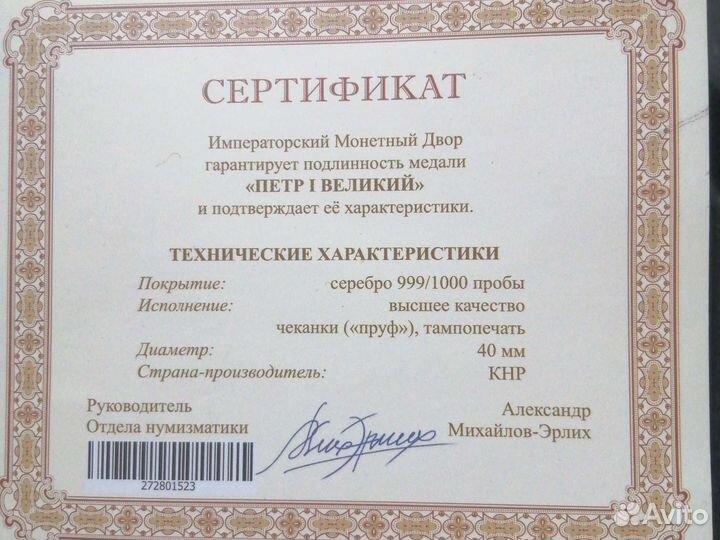 СЕРТИФИКАТ
Императорский Монетный Двор
гарантирует подлинность медали
«ПЕТР I ВЕЛИКИЙ»
и подтверждает её характеристики.
ТЕХНИЧЕСКИЕ ХАРАКТЕРИСТИКИ
Покрытие: серебро 999/1000 пробы
Исполнение: высшее качество
чеканки («пруф»), тампопечать
Диаметр: 40 мм
Страна-производитель: КНР
Руководитель Александр
Отдела нумизматики Михайлов-Эрлих
272801523
Avito